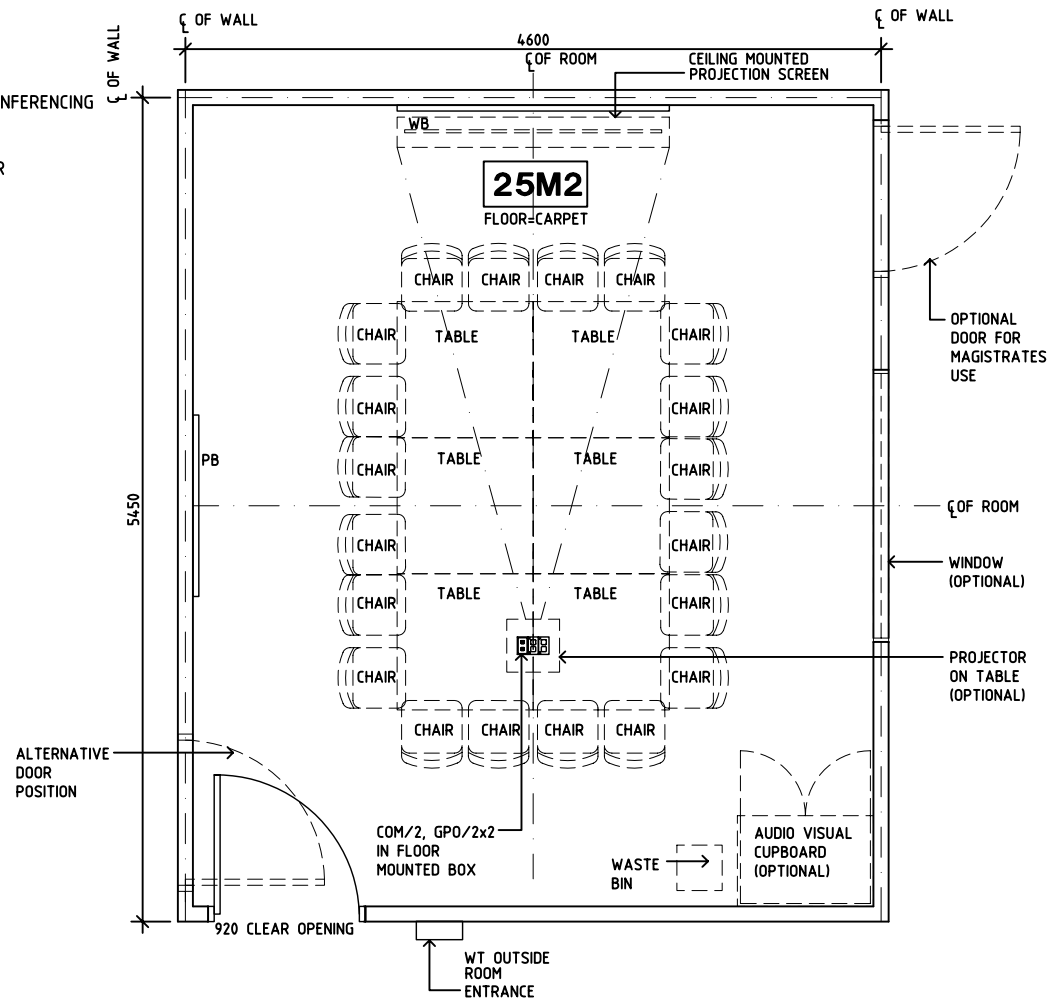 ℄ OF WALL
℄ OF WALL
4600
℄ OF ROOM
℄ OF WALL
CEILING MOUNTED
PROJECTION SCREEN
NFERENCING
R
WB
25M2
FLOOR=CARPET
CHAIR CHAIR CHAIR CHAIR
CHAIR TABLE TABLE CHAIR
OPTIONAL
DOOR FOR
MAGISTRATES
USE
CHAIR CHAIR
PB
TABLE TABLE
CHAIR CHAIR
5450
℄ OF ROOM
CHAIR CHAIR
WINDOW
(OPTIONAL)
TABLE TABLE
CHAIR CHAIR
PROJECTOR
ON TABLE
(OPTIONAL)
CHAIR CHAIR
CHAIR CHAIR CHAIR CHAIR
ALTERNATIVE
DOOR
POSITION
COM/2, GPO/2x2
IN FLOOR
MOUNTED BOX
WASTE
BIN
AUDIO VISUAL
CUPBOARD
(OPTIONAL)
920 CLEAR OPENING
WT OUTSIDE
ROOM
ENTRANCE